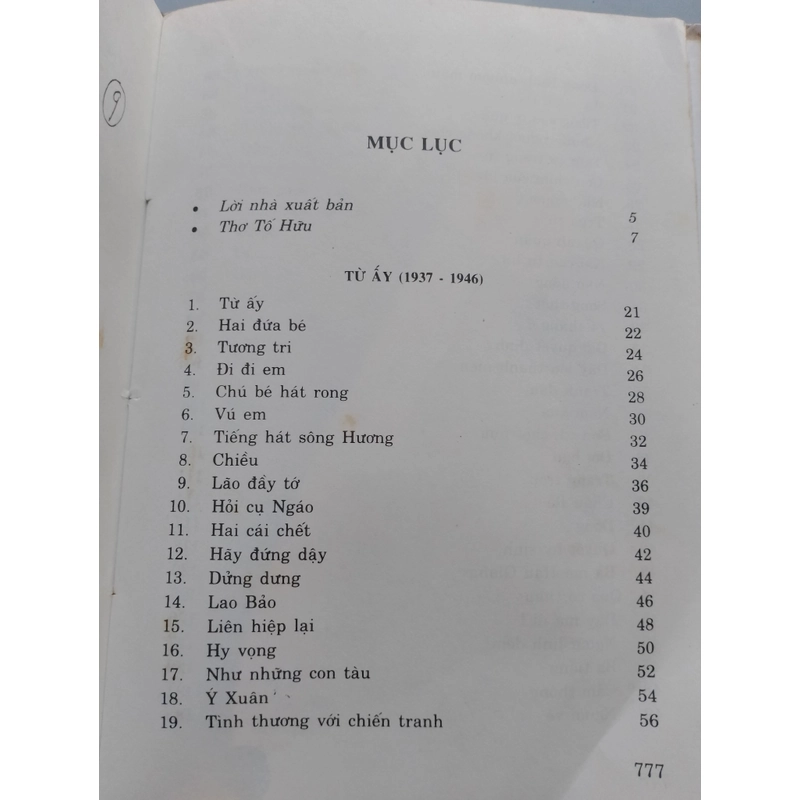 9
MỤC LỤC
• Lời nhà xuất bản 5
• Thơ Tố Hữu 7
TỪ ẤY (1937 - 1946)
1. Từ ấy 21
2. Hai đứa bé 22
3. Tương tri 24
4. Đi đi em 26
5. Chú bé hát rong 28
6. Vú em 30
7. Tiếng hát sông Hương 32
8. Chiều 34
9. Lão đầy tớ 36
10. Hỏi cụ Ngáo 39
11. Hai cái chết 40
12. Hãy đứng dậy 42
13. Dửng dưng 44
14. Lao Bảo 46
15. Liên hiệp lại 48
16. Hy vọng 50
17. Như những con tàu 52
18. Ý Xuân 54
19. Tình thương với chiến tranh 56
777